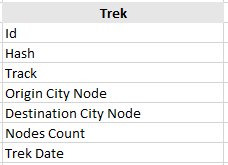 Trek
Id
Hash
Track
Origin City Node
Destination City Node
Nodes Count
Trek Date